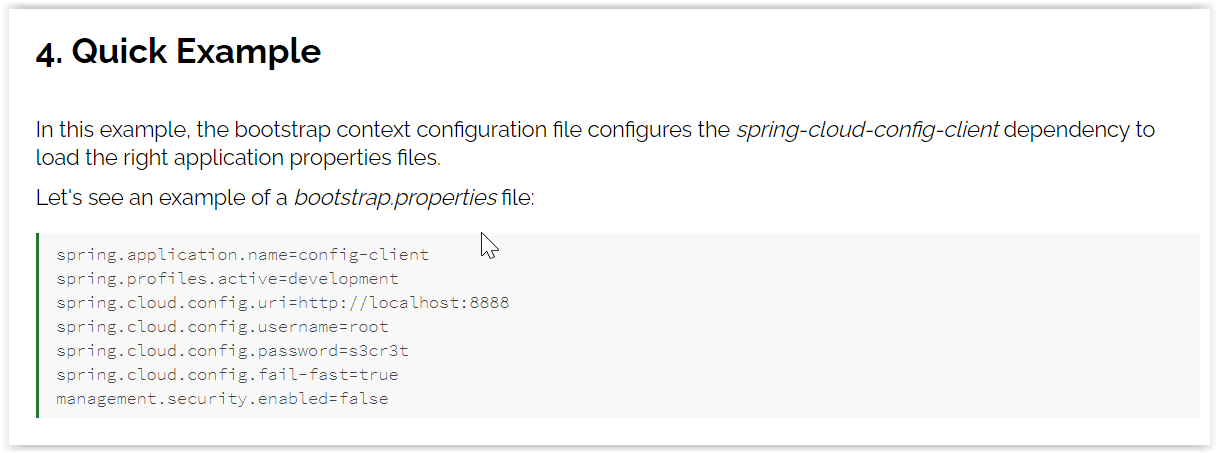 4. Quick Example
In this example, the bootstrap context configuration file configures the spring-cloud-config-client dependency to
load the right application properties files.
Let's see an example of a bootstrap.properties file:
spring.application.name=config-client
spring.profiles.active=development
spring.cloud.config.uri=http://localhost:8888
spring.cloud.config.username=root
spring.cloud.config.password=s3cr3t
spring.cloud.config.fail-fast=true
management.security.enabled=false